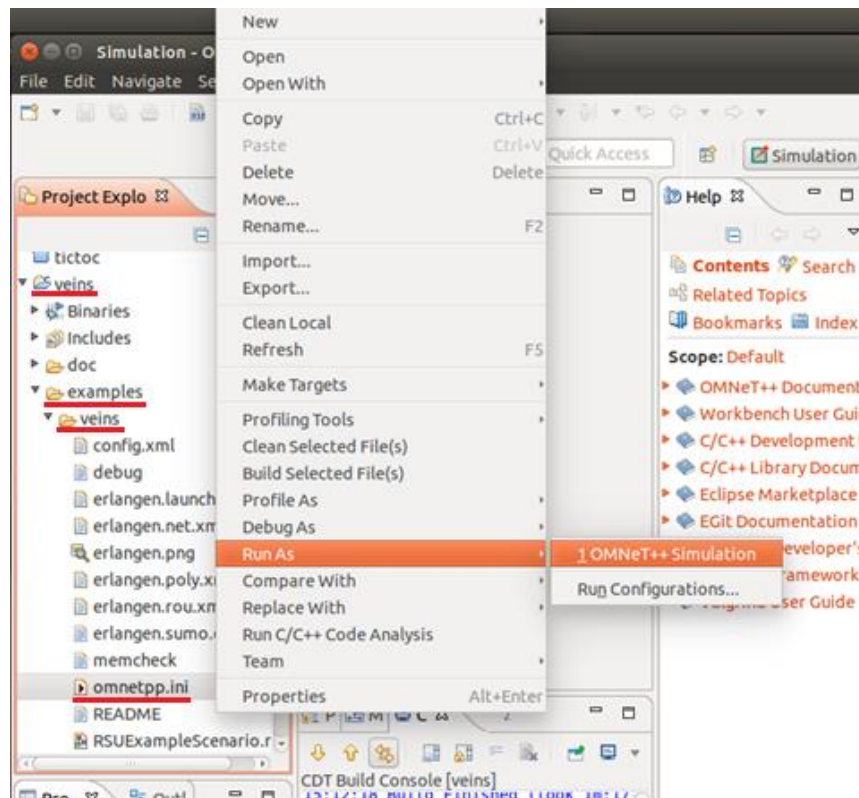 Simulation - O
File Edit Navigate Se
Quick Access
Simulation
Project Explo
tictoc
veins
Binaries
Includes
doc
examples
veins
config.xml
debug
erlangen.launch
erlangen.net.xm
erlangen.png
erlangen.poly.x
erlangen.rou.xm
erlangen.sumo.
memcheck
omnetpp.ini
README
RSUExampleScenario.r
New
Open
Open With
Copy Ctrl+C
Paste Ctrl+V
Delete Delete
Move...
Rename... F2
Import...
Export...
Clean Local
Refresh F5
Make Targets
Profiling Tools
Clean Selected File(s)
Build Selected File(s)
Profile As
Debug As
Run As
Compare With
Replace With
Run C/C++ Code Analysis
Team
Properties Alt+Enter
1 OMNeT++ Simulation
Run Configurations...
Help
Contents Search
Related Topics
Bookmarks Index
Scope: Default
OMNeT++ Document
Workbench User Gui
C/C++ Development
C/C++ Library Docum
Eclipse Marketplace
EGit Documentation
eveloper's
amework
ser Guide
CDT Build Console [veins]